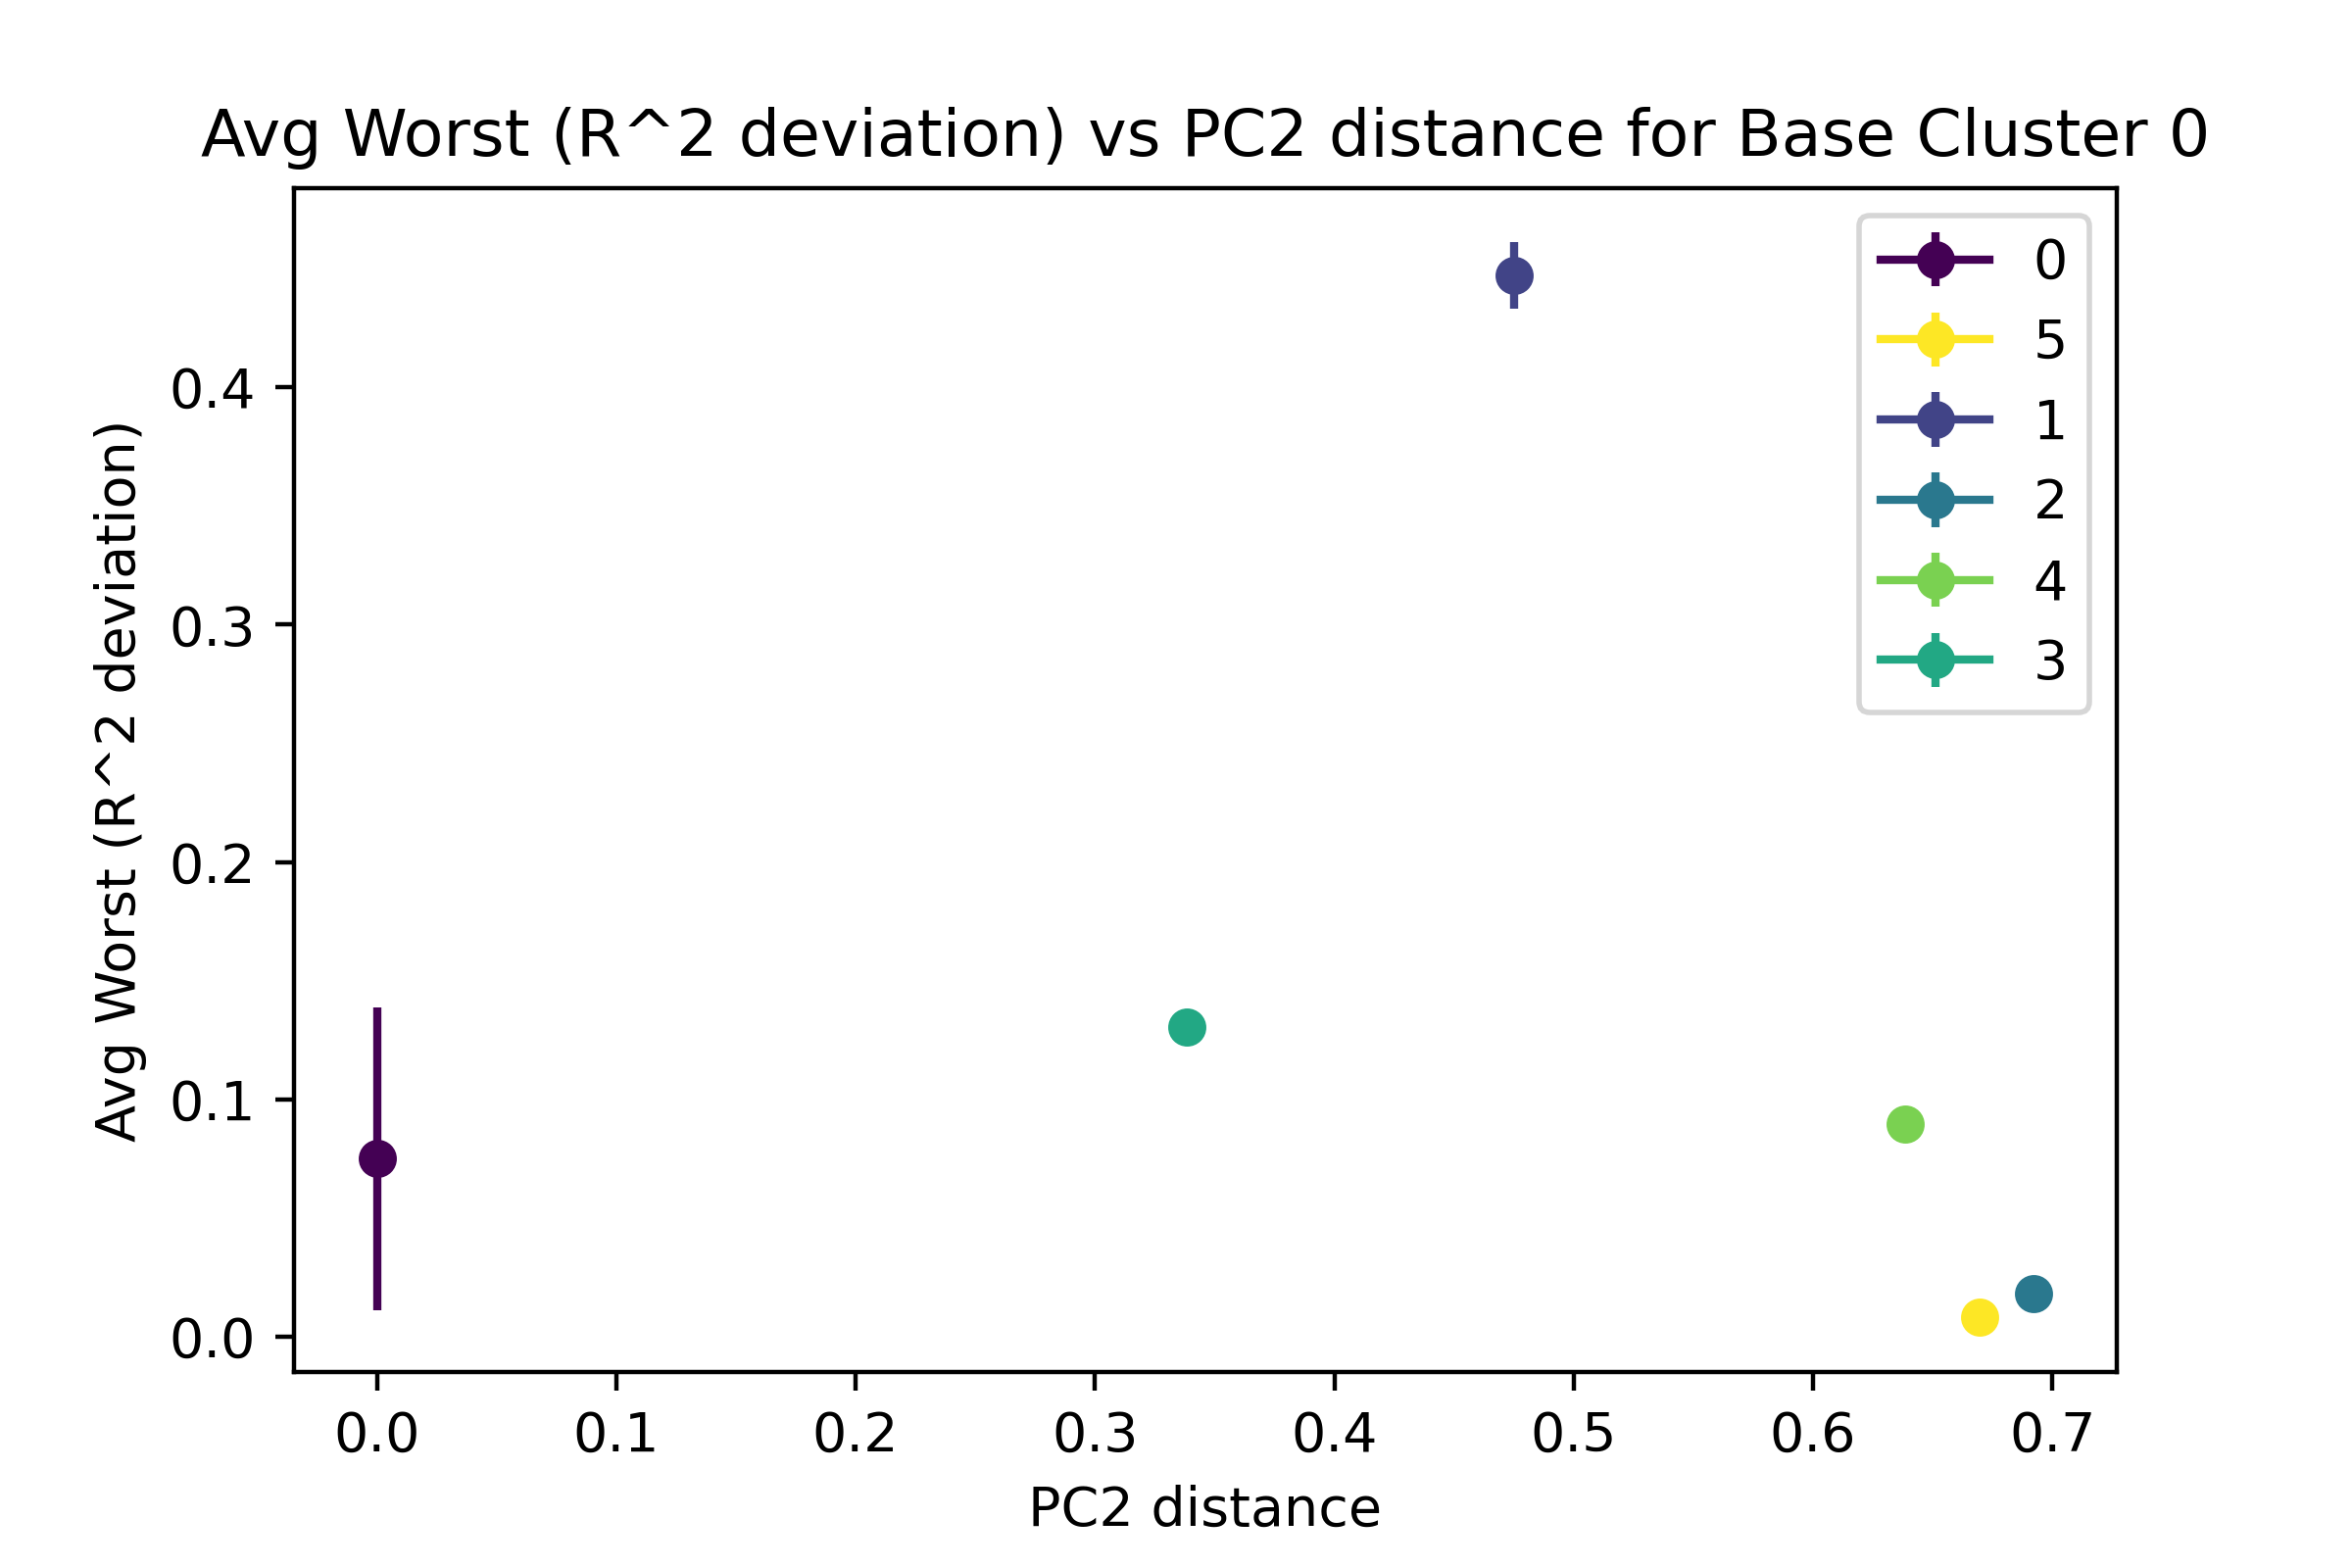 Avg Worst (R^2 deviation) vs PC2 distance for Base Cluster 0
Avg Worst (R^2 deviation)
0.4
0.3
0.2
0.1
0.0
0
5
1
2
4
3
0.0 0.1 0.2 0.3 0.4 0.5 0.6 0.7
PC2 distance